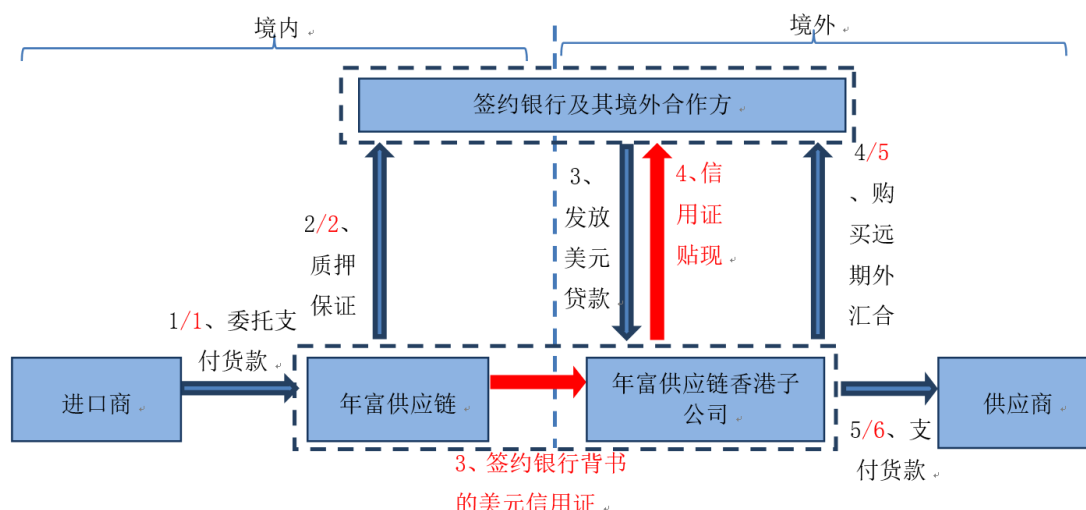 境内
境外
签约银行及其境外合作方
2/2、
质押
保证
3、
发放
美元
贷款
4、信
用证
贴现
4/5
、购
买远
期外
汇合
1/1、委托支
付货款
进口商
年富供应链
年富供应链香港子
公司
供应商
5/6、支
付货款
3、签约银行背书
的美元信用证